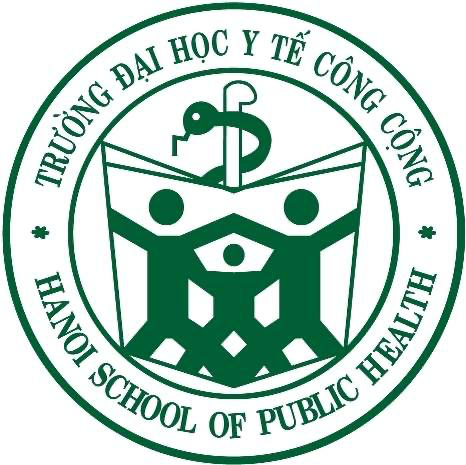 * TRƯỜNG ĐẠI HỌC Y TẾ CÔNG CỘNG *
HANOI SCHOOL OF PUBLIC HEALTH